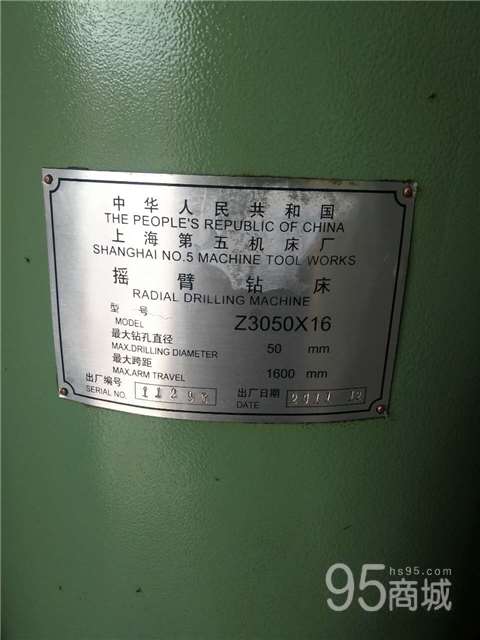 中华人民共和国
THE PEOPLE'S REPUBLIC OF CHINA
上海第五机床厂
SHANGHAI NO.5 MACHINE TOOL WORKS
摇臂钻床
RADIAL DRILLING MACHINE
型号
MODEL Z3050X16
最大钻孔直径
MAX.DRILLING DIAMETER 50 mm
最大跨距
MAX.ARM TRAVEL 1600 mm
出厂编号
SERIAL NO.
出厂日期
DATE
hs95.com
95商城